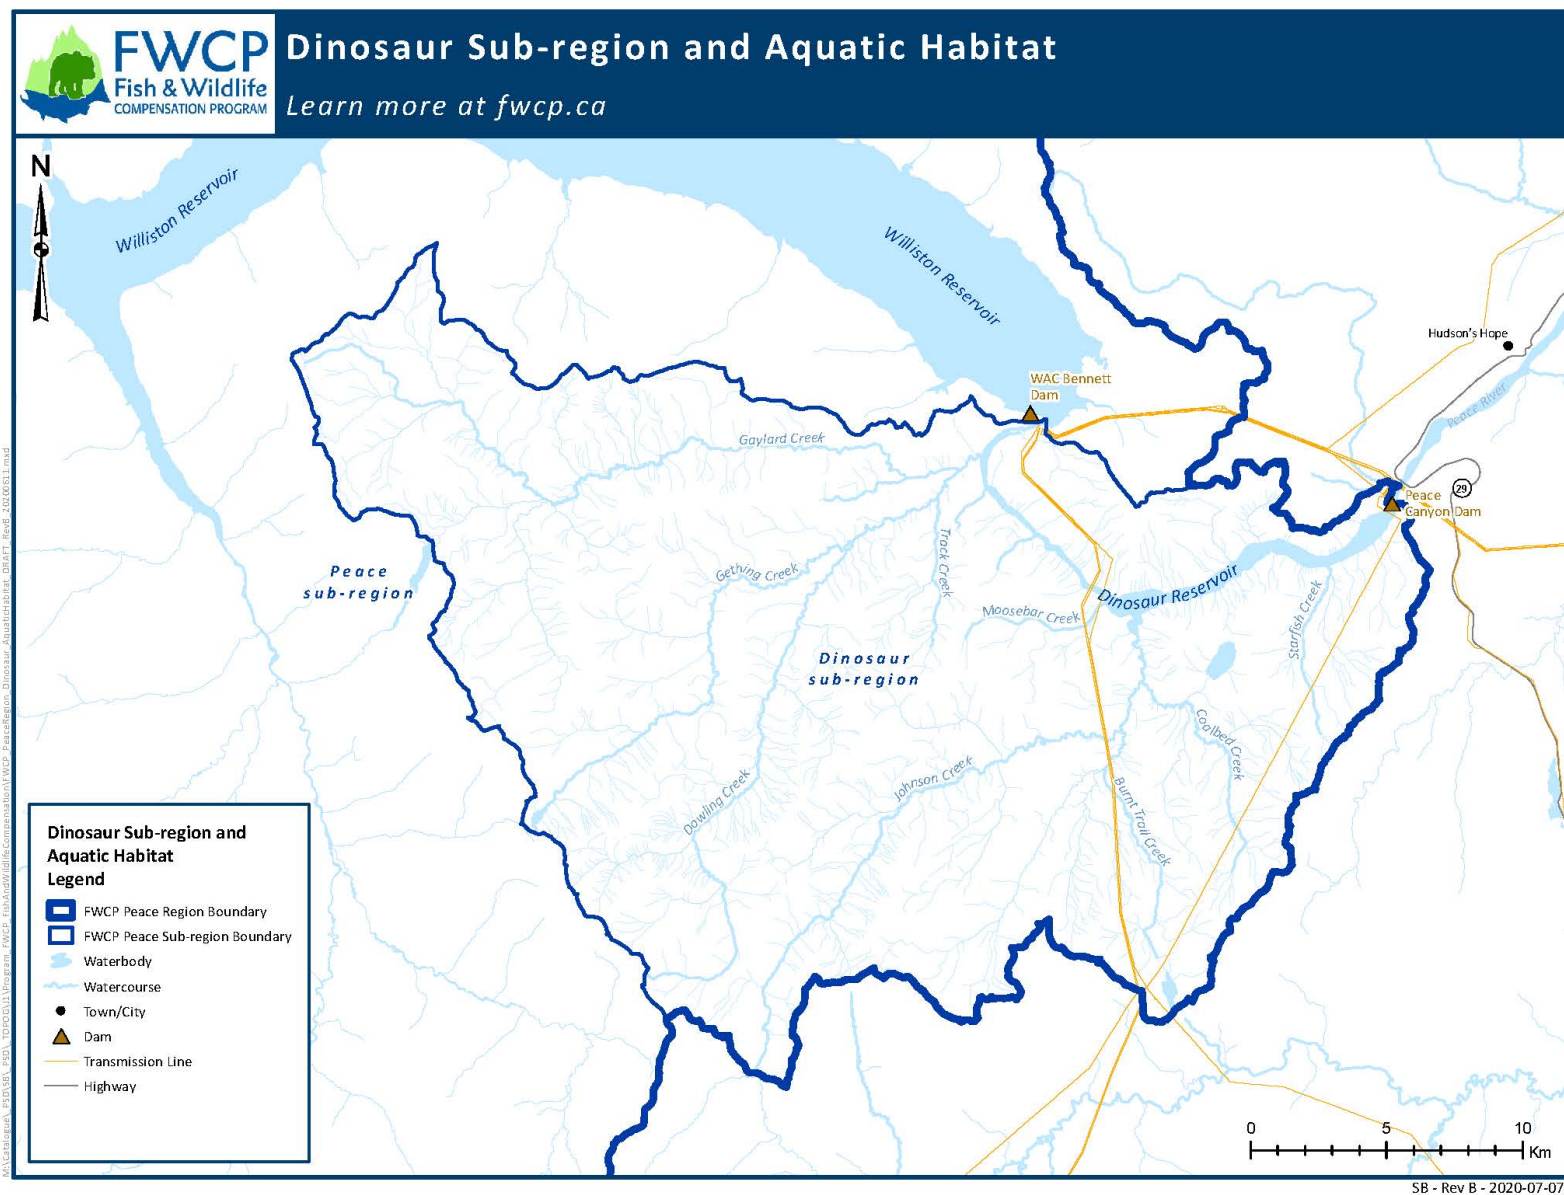 FWCP
Fish & Wildlife
COMPENSATION PROGRAM
Dinosaur Sub-region and Aquatic Habitat
Learn more at fwcp.ca
N
Williston Reservoir
Williston Reservoir
Hudson's Hope
WAC Bennett
Dam
Peace River
Gaylard Creek
29
Peace
Canyon Dam
Track Creek
Gething Creek
Peace
sub-region
Dinosaur Reservoir
Moosebar Creek
Starfish Creek
Dinosaur
sub-region
Coalbed Creek
Johnson Creek
Dowling Creek
Burnt Trail Creek
Dinosaur Sub-region and
Aquatic Habitat
Legend
FWCP Peace Region Boundary
FWCP Peace Sub-region Boundary
Waterbody
Watercourse
Town/City
Dam
Transmission Line
Highway
0 5 10
Km
SB - Rev B - 2020-07-07